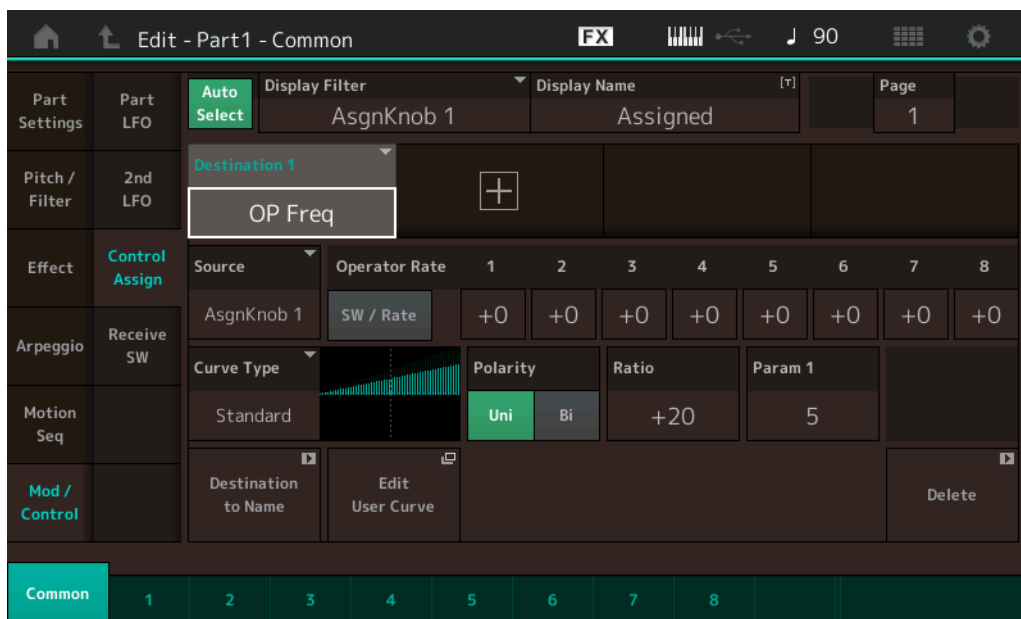 Edit - Part1 - Common
FX
90
Part
Settings
Pitch /
Filter
Effect
Arpeggio
Motion
Seq
Mod /
Control
Part
LFO
2nd
LFO
Control
Assign
Receive
SW
Auto
Select
Display Filter
AsgnKnob 1
Display Name
[T]
Assigned
Page
1
Destination 1
OP Freq
Source
AsgnKnob 1
Operator Rate 1 2 3 4 5 6 7 8
SW / Rate +0 +0 +0 +0 +0 +0 +0 +0
Curve Type
Standard
Polarity
Uni Bi
Ratio
+20
Param 1
5
Destination
to Name
Edit
User Curve
Delete
Common 1 2 3 4 5 6 7 8